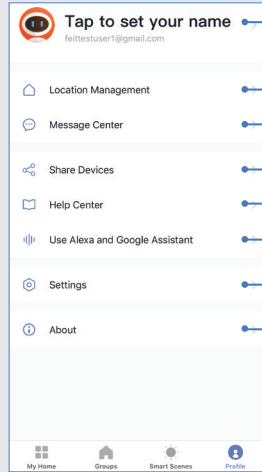 Tap to set your name
feittestuser1@gmail.com
Location Management
Message Center
Share Devices
Help Center
Use Alexa and Google Assistant
Settings
About
My Home
Groups
Smart Scenes
Profile